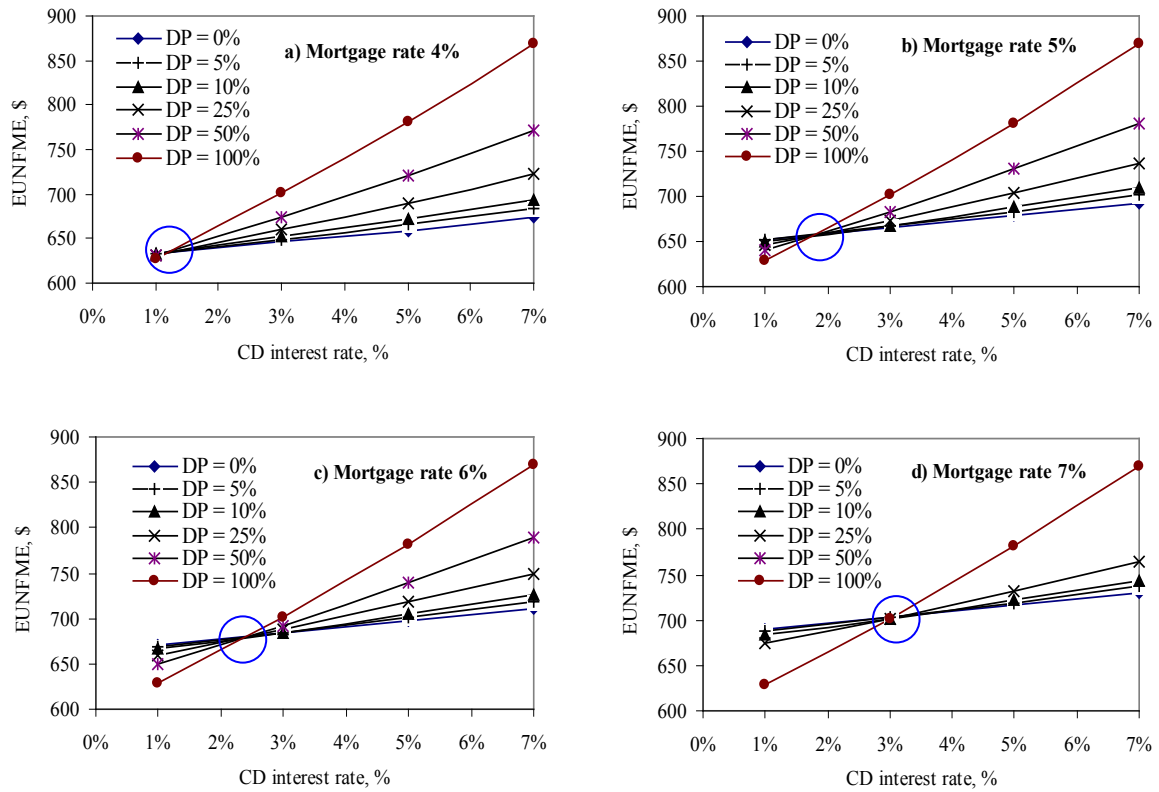 900
850
800
750
700
650
600
EUNFME, $
DP = 0%
DP = 5%
DP = 10%
DP = 25%
DP = 50%
DP = 100%
a) Mortgage rate 4%
0% 1% 2% 3% 4% 5% 6% 7%
CD interest rate, %
900
850
800
750
700
650
600
EUNFME, $
DP = 0%
DP = 5%
DP = 10%
DP = 25%
DP = 50%
DP = 100%
b) Mortgage rate 5%
0% 1% 2% 3% 4% 5% 6% 7%
CD interest rate, %
900
850
800
750
700
650
600
EUNFME, $
DP = 0%
DP = 5%
DP = 10%
DP = 25%
DP = 50%
DP = 100%
c) Mortgage rate 6%
0% 1% 2% 3% 4% 5% 6% 7%
CD interest rate, %
900
850
800
750
700
650
600
EUNFME, $
DP = 0%
DP = 5%
DP = 10%
DP = 25%
DP = 50%
DP = 100%
d) Mortgage rate 7%
0% 1% 2% 3% 4% 5% 6% 7%
CD interest rate, %